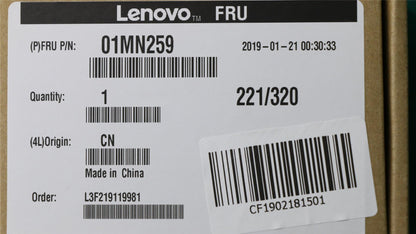 Lenovo™ FRU
(P)FRU P/N: 01MN259 2019-01-21 00:30:33
Quantity: 1 221/320
(4L)Origin: CN
Made in China
Order: L3F219119981
CF1902181501